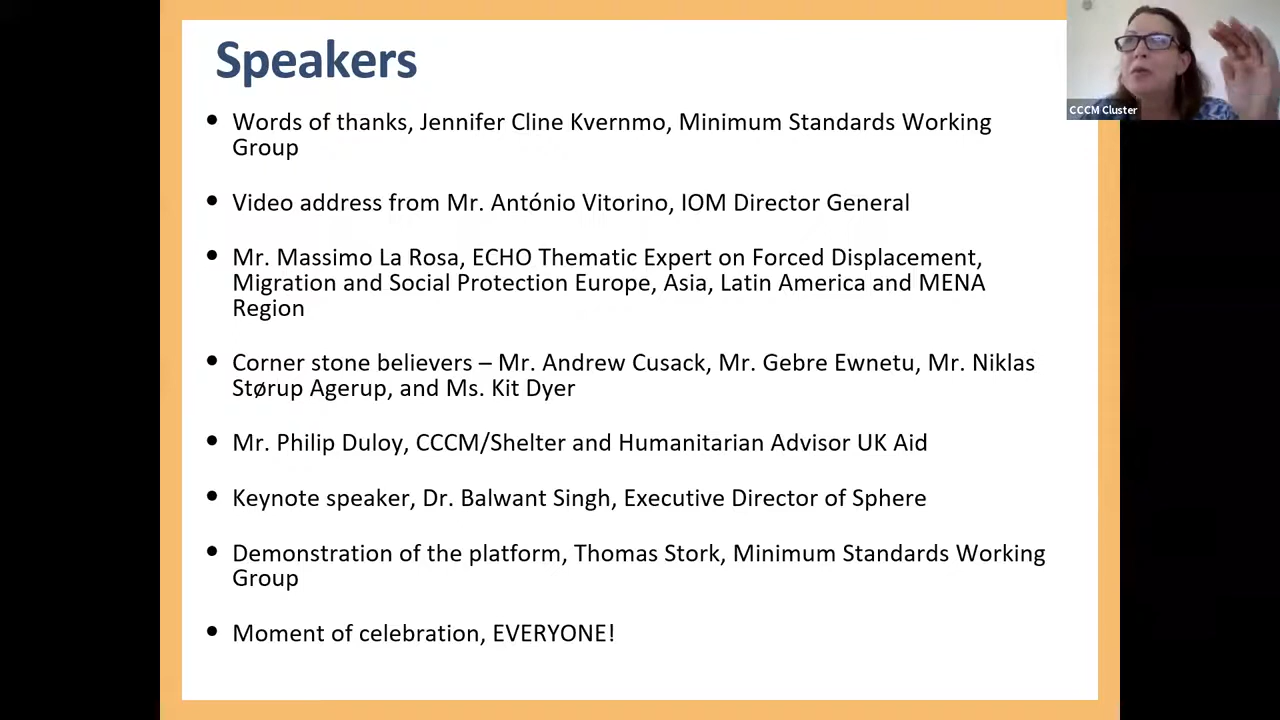 Speakers
• Words of thanks, Jennifer Cline Kvernmo, Minimum Standards Working
Group
• Video address from Mr. António Vitorino, IOM Director General
• Mr. Massimo La Rosa, ECHO Thematic Expert on Forced Displacement,
Migration and Social Protection Europe, Asia, Latin America and MENA
Region
• Corner stone believers – Mr. Andrew Cusack, Mr. Gebre Ewnetu, Mr. Niklas
Størup Agerup, and Ms. Kit Dyer
• Mr. Philip Duloy, CCCM/Shelter and Humanitarian Advisor UK Aid
• Keynote speaker, Dr. Balwant Singh, Executive Director of Sphere
• Demonstration of the platform, Thomas Stork, Minimum Standards Working
Group
• Moment of celebration, EVERYONE!
CCCM Cluster